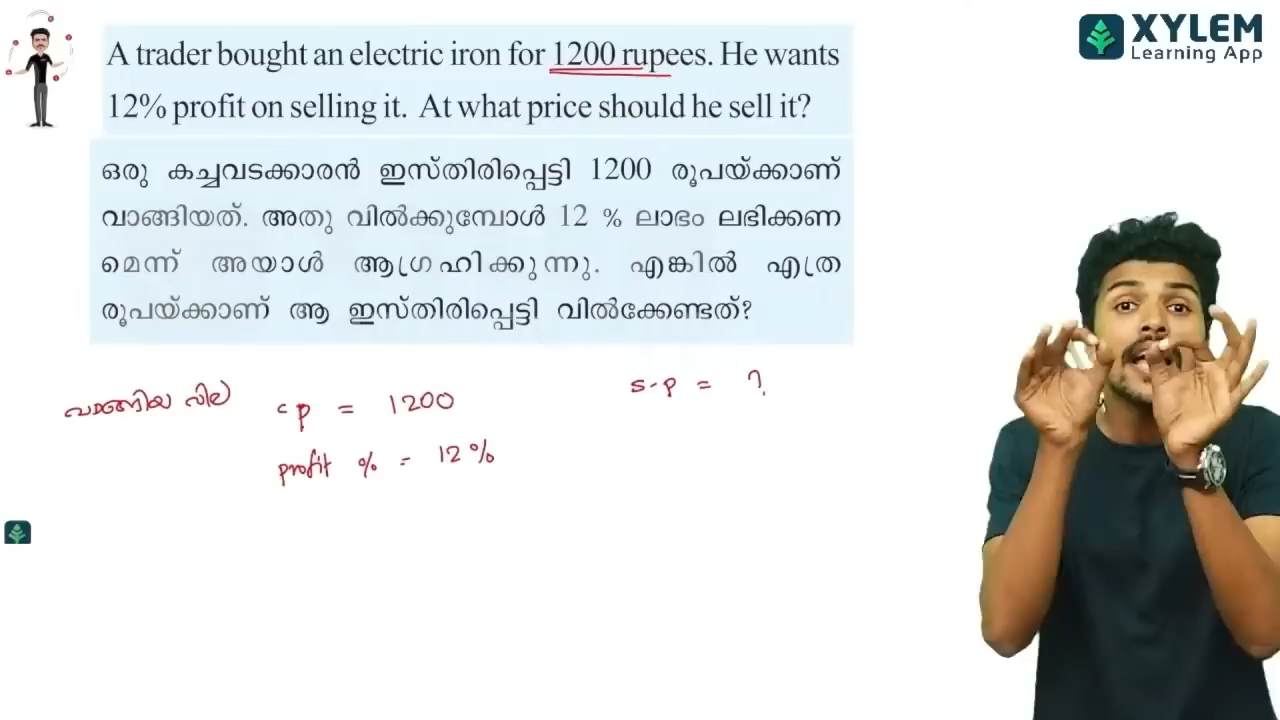 XYLEM
Learning App
A trader bought an electric iron for 1200 rupees. He wants
12% profit on selling it. At what price should he sell it?
ഒരു കച്ചവടക്കാരൻ ഇസ്തിരിപ്പെട്ടി 1200 രൂപയ്ക്കാണ്
വാങ്ങിയത്. അതു വിൽക്കുമ്പോൾ 12 % ലാഭം ലഭിക്കണ
മെന്ന് അയാൾ ആഗ്രഹിക്കുന്നു. എങ്കിൽ എത്ര
രൂപയ്ക്കാണ് ആ ഇസ്തിരിപ്പെട്ടി വിൽക്കേണ്ടത്?
വാങ്ങിയ വില cp = 1200 s.p = ?
profit % = 12%